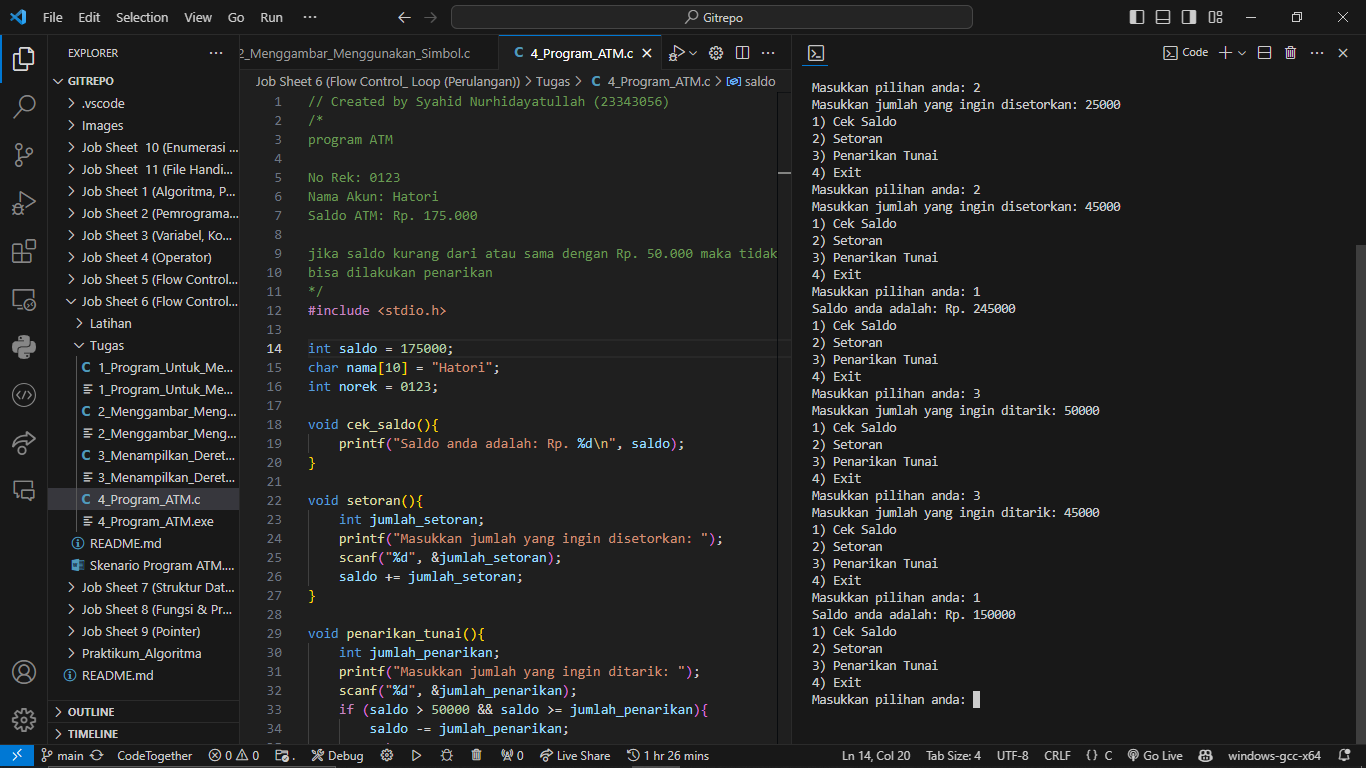 File Edit Selection View Go Run ··· Gitrepo
EXPLORER ···
GITREPO
.vscode
Images
Job Sheet 10 (Enumerasi ...
Job Sheet 11 (File Handi...
Job Sheet 1 (Algoritma, P...
Job Sheet 2 (Pemrograma...
Job Sheet 3 (Variabel, Ko...
Job Sheet 4 (Operator)
Job Sheet 5 (Flow Control...
Job Sheet 6 (Flow Control...
Latihan
Tugas
1_Program_Untuk_Me...
1_Program_Untuk_Me...
2_Menggambar_Meng...
2_Menggambar_Meng...
3_Menampilkan_Deret...
3_Menampilkan_Deret...
4_Program_ATM.c
4_Program_ATM.exe
README.md
Skenario Program ATM....
Job Sheet 7 (Struktur Dat...
Job Sheet 8 (Fungsi & Pr...
Job Sheet 9 (Pointer)
Praktikum_Algoritma
README.md
OUTLINE
TIMELINE
2_Menggambar_Menggunakan_Simbol.c C 4_Program_ATM.c
Job Sheet 6 (Flow Control_ Loop (Perulangan)) > Tugas > C 4_Program_ATM.c > saldo
1 // Created by Syahid Nurhidayatullah (23343056)
2 /*
3 program ATM
4
5 No Rek: 0123
6 Nama Akun: Hatori
7 Saldo ATM: Rp. 175.000
8
9 jika saldo kurang dari atau sama dengan Rp. 50.000 maka tidak
10 bisa dilakukan penarikan
11 */
12 #include <stdio.h>
13
14 int saldo = 175000;
15 char nama[10] = "Hatori";
16 int norek = 0123;
17
18 void cek_saldo(){
19 printf("Saldo anda adalah: Rp. %d\n", saldo);
20 }
21
22 void setoran(){
23 int jumlah_setoran;
24 printf("Masukkan jumlah yang ingin disetorkan: ");
25 scanf("%d", &jumlah_setoran);
26 saldo += jumlah_setoran;
27 }
28
29 void penarikan_tunai(){
30 int jumlah_penarikan;
31 printf("Masukkan jumlah yang ingin ditarik: ");
32 scanf("%d", &jumlah_penarikan);
33 if (saldo > 50000 && saldo >= jumlah_penarikan){
34 saldo -= jumlah_penarikan;
Code
Masukkan pilihan anda: 2
Masukkan jumlah yang ingin disetorkan: 25000
1) Cek Saldo
2) Setoran
3) Penarikan Tunai
4) Exit
Masukkan pilihan anda: 2
Masukkan jumlah yang ingin disetorkan: 45000
1) Cek Saldo
2) Setoran
3) Penarikan Tunai
4) Exit
Masukkan pilihan anda: 1
Saldo anda adalah: Rp. 245000
1) Cek Saldo
2) Setoran
3) Penarikan Tunai
4) Exit
Masukkan pilihan anda: 3
Masukkan jumlah yang ingin ditarik: 50000
1) Cek Saldo
2) Setoran
3) Penarikan Tunai
4) Exit
Masukkan pilihan anda: 3
Masukkan jumlah yang ingin ditarik: 45000
1) Cek Saldo
2) Setoran
3) Penarikan Tunai
4) Exit
Masukkan pilihan anda: 1
Saldo anda adalah: Rp. 150000
1) Cek Saldo
2) Setoran
3) Penarikan Tunai
4) Exit
Masukkan pilihan anda:
main CodeTogether 0 0 . Debug 0 Live Share 1 hr 26 mins Ln 14, Col 20 Tab Size: 4 UTF-8 CRLF { } C Go Live windows-gcc-x64